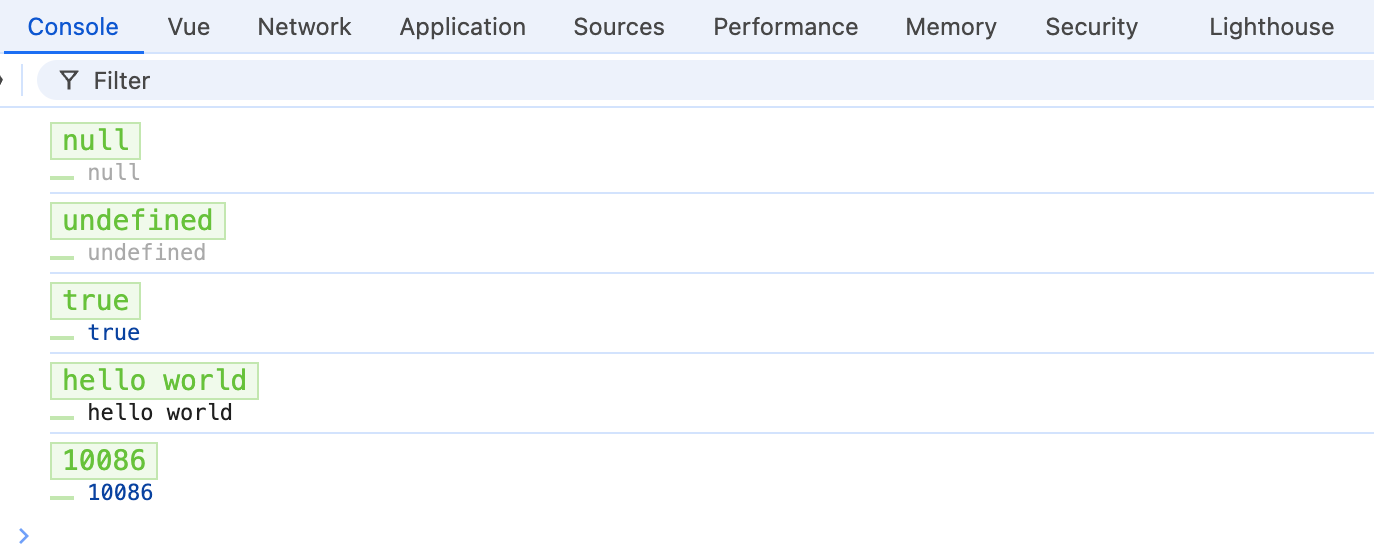 Console Vue Network Application Sources Performance Memory Security Lighthouse
Filter
null
null
undefined
undefined
true
true
hello world
hello world
10086
10086